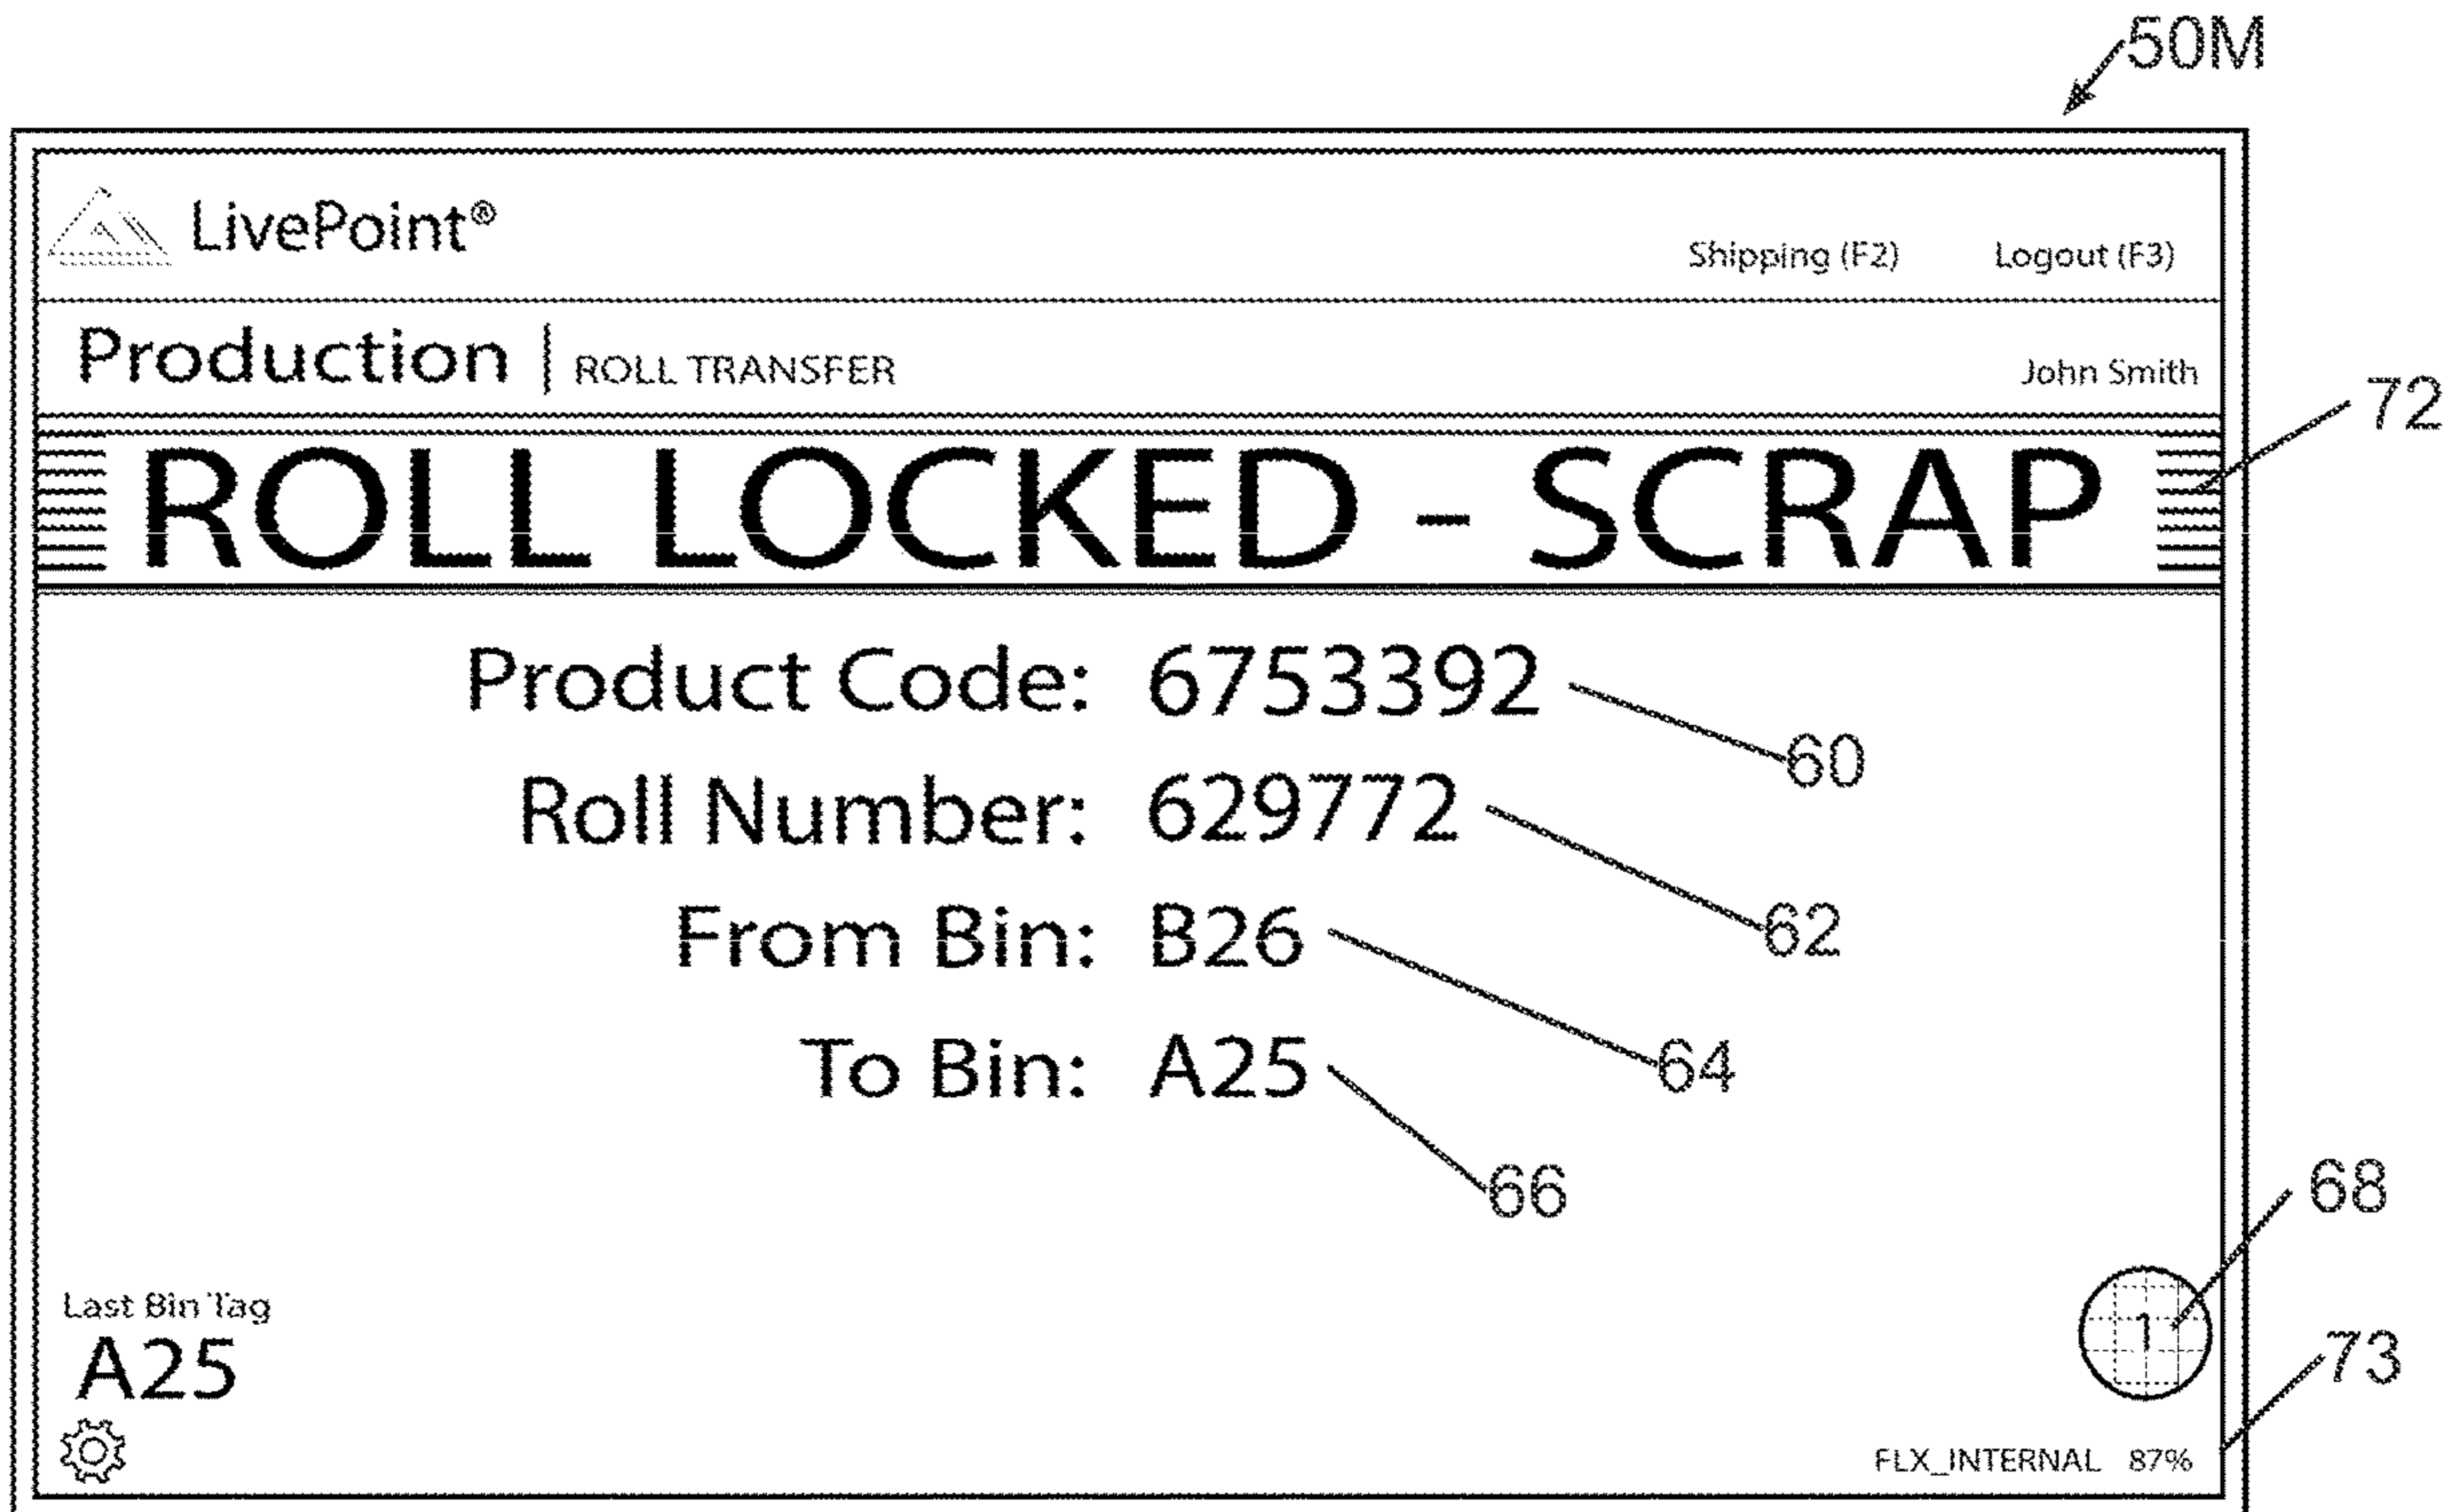 50M
LivePoint®
Shipping (F2) Logout (F3)
Production | ROLL TRANSFER John Smith
72
ROLL LOCKED - SCRAP
Product Code: 6753392
60
Roll Number: 629772
62
From Bin: B26
64
To Bin: A25
66
68
Last Bin Tag
1
A25
73
FLX_INTERNAL 87%